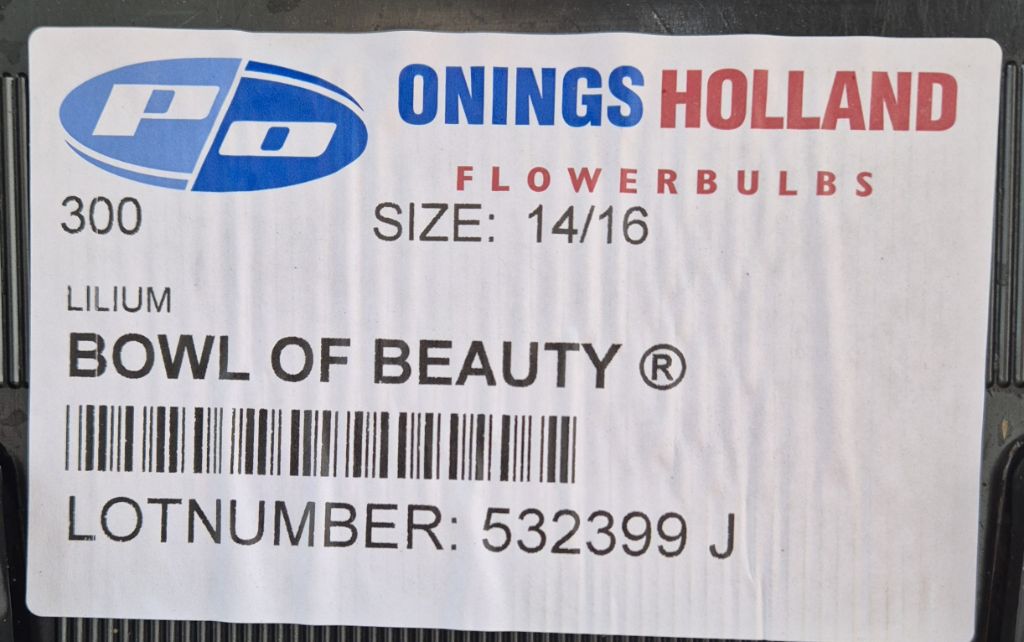 PO
ONINGS HOLLAND
FLOWERBULBS
300 SIZE: 14/16
LILIUM
BOWL OF BEAUTY ®
LOTNUMBER: 532399 J